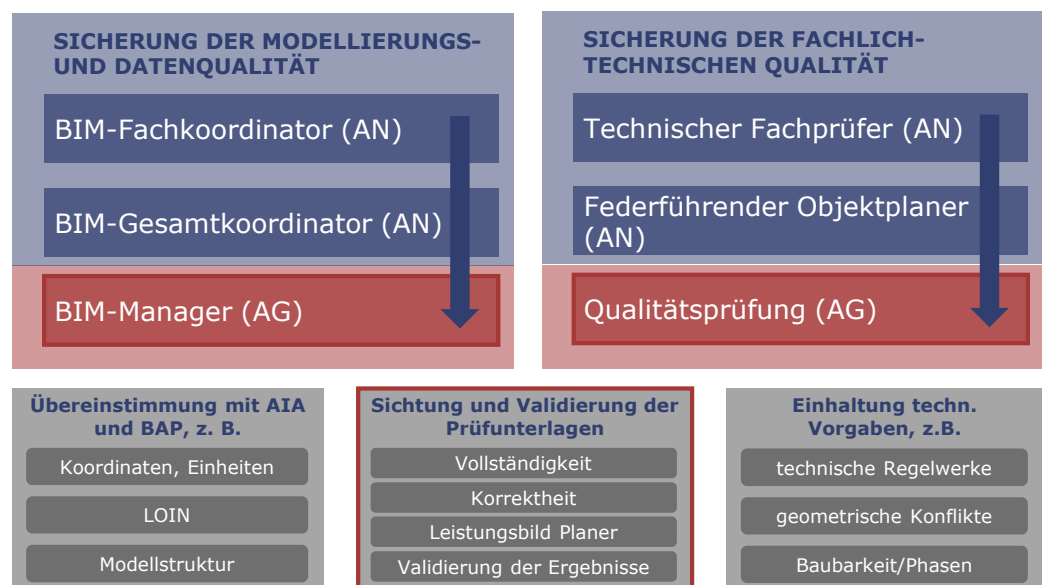 SICHERUNG DER MODELLIERUNGS-
UND DATENQUALITÄT
BIM-Fachkoordinator (AN)
BIM-Gesamtkoordinator (AN)
BIM-Manager (AG)
SICHERUNG DER FACHLICH-
TECHNISCHEN QUALITÄT
Technischer Fachprüfer (AN)
Federführender Objektplaner
(AN)
Qualitätsprüfung (AG)
Übereinstimmung mit AIA
und BAP, z. B.
Koordinaten, Einheiten
LOIN
Modellstruktur
Sichtung und Validierung der
Prüfunterlagen
Vollständigkeit
Korrektheit
Leistungsbild Planer
Validierung der Ergebnisse
Einhaltung techn.
Vorgaben, z.B.
technische Regelwerke
geometrische Konflikte
Baubarkeit/Phasen